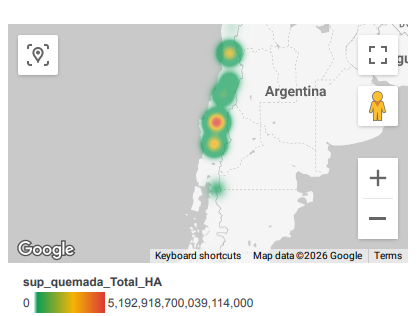 Argentina
Google
Keyboard shortcuts
Map data ©2026 Google
Terms
sup_quemada_Total_HA
0
5,192,918,700,039,114,000